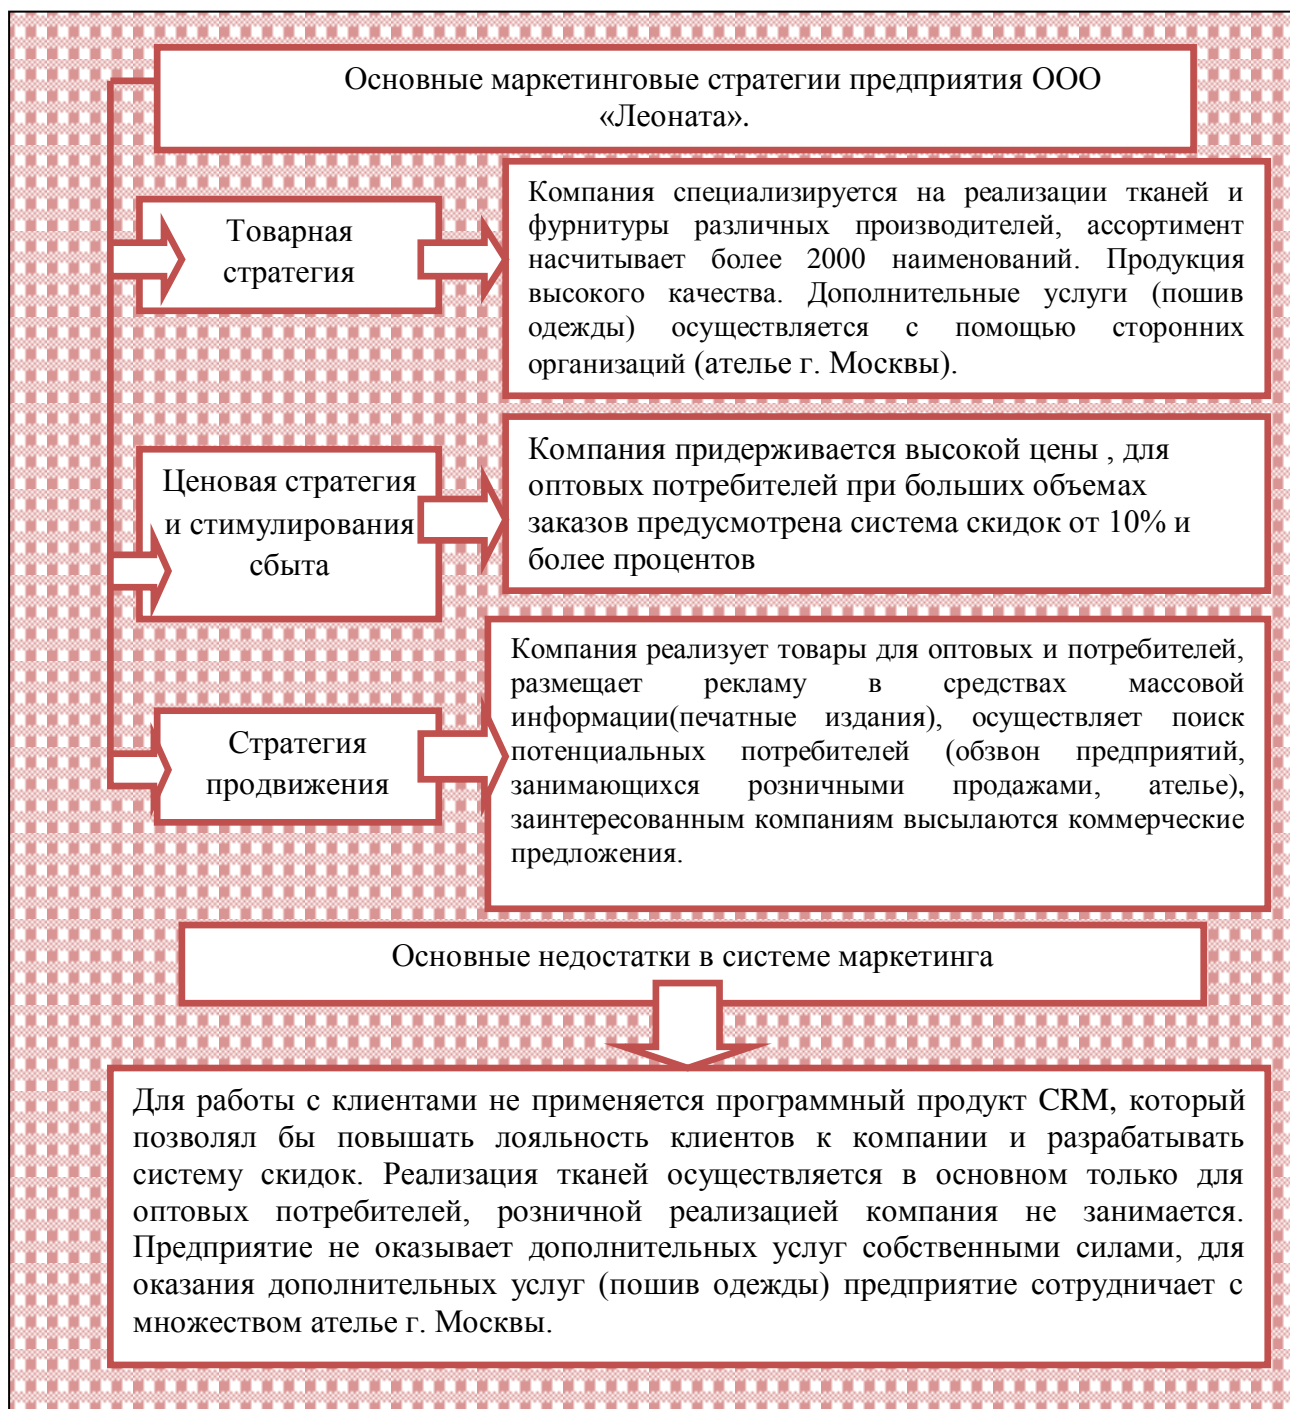 Основные маркетинговые стратегии предприятия ООО
«Леоната».
Товарная
стратегия
Компания специализируется на реализации тканей и
фурнитуры различных производителей, ассортимент
насчитывает более 2000 наименований. Продукция
высокого качества. Дополнительные услуги (пошив
одежды) осуществляется с помощью сторонних
организаций (ателье г. Москвы).
Ценовая стратегия
и стимулирования
сбыта
Компания придерживается высокой цены , для
оптовых потребителей при больших объемах
заказов предусмотрена система скидок от 10% и
более процентов
Стратегия
продвижения
Компания реализует товары для оптовых и потребителей,
размещает рекламу в средствах массовой
информации(печатные издания), осуществляет поиск
потенциальных потребителей (обзвон предприятий,
занимающихся розничными продажами, ателье),
заинтересованным компаниям высылаются коммерческие
предложения.
Основные недостатки в системе маркетинга
Для работы с клиентами не применяется программный продукт CRM, который
позволял бы повышать лояльность клиентов к компании и разрабатывать
систему скидок. Реализация тканей осуществляется в основном только для
оптовых потребителей, розничной реализацией компания не занимается.
Предприятие не оказывает дополнительных услуг собственными силами, для
оказания дополнительных услуг (пошив одежды) предприятие сотрудничает с
множеством ателье г. Москвы.